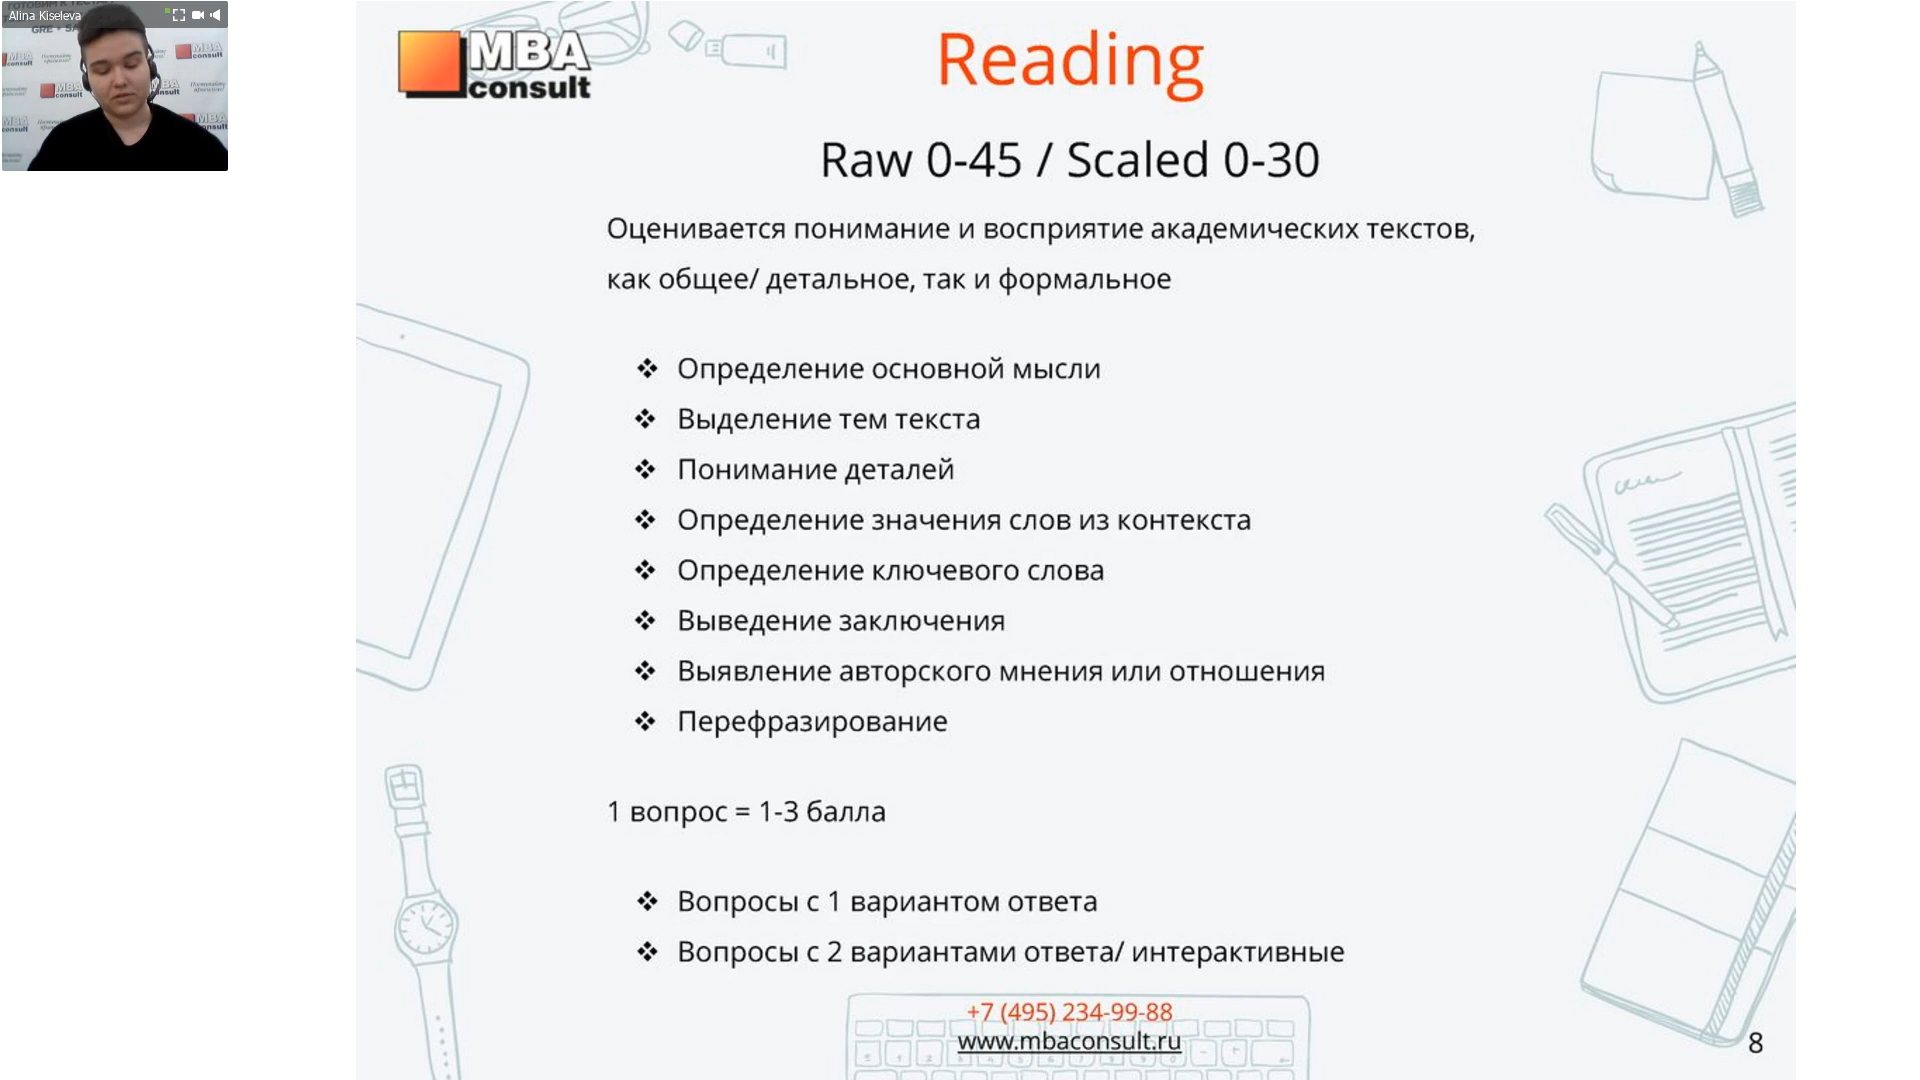 Alina Kiseleva
GRE
MBA
consult
Reading
Raw 0-45 / Scaled 0-30
Оценивается понимание и восприятие академических текстов,
как общее/ детальное, так и формальное
❖ Определение основной мысли
❖ Выделение тем текста
❖ Понимание деталей
❖ Определение значения слов из контекста
❖ Определение ключевого слова
❖ Выведение заключения
❖ Выявление авторского мнения или отношения
❖ Перефразирование
1 вопрос = 1-3 балла
❖ Вопросы с 1 вариантом ответа
❖ Вопросы с 2 вариантами ответа/ интерактивные
+7 (495) 234-99-88
www.mbaconsult.ru
8